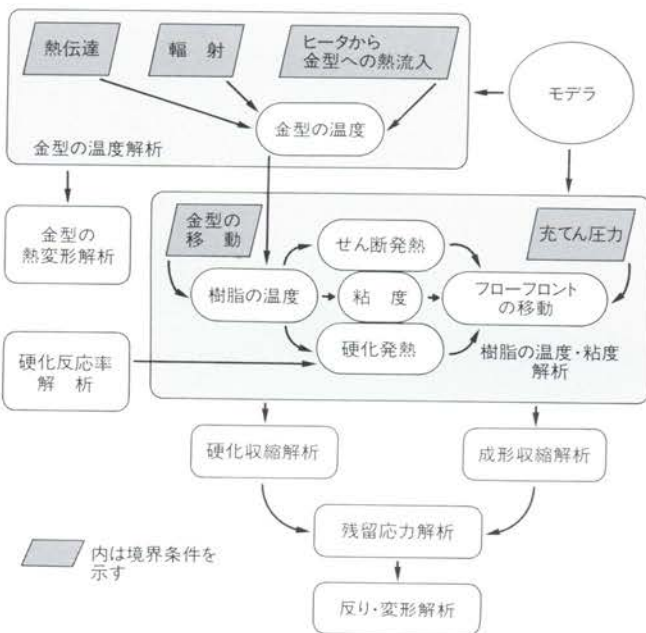 熱伝達
輻 射
ヒータから
金型への熱流入
モデラ
金型の温度
金型の温度解析
金型の
熱変形解析
金型の
移 動
充てん圧力
せん断発熱
樹脂の温度
粘 度
フローフロント
の移動
硬化発熱
樹脂の温度・粘度
解析
硬化反応率
解 析
硬化収縮解析
成形収縮解析
残留応力解析
内は境界条件を
示す
反り・変形解析